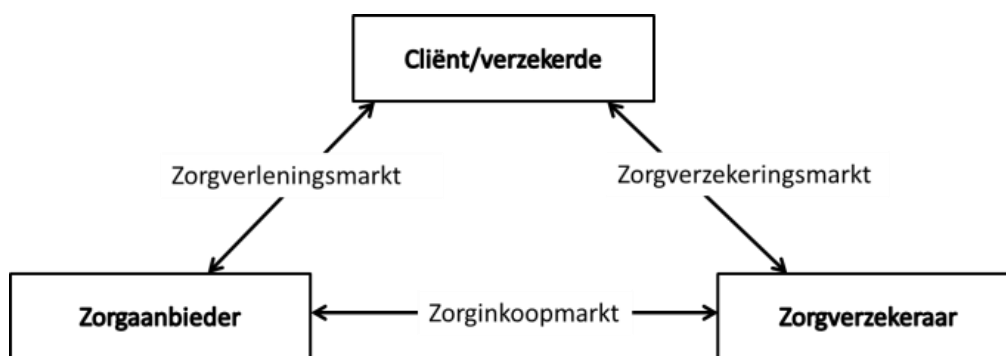 Cliënt/verzekerde
Zorgverleningsmarkt
Zorgverzekeringsmarkt
Zorgaanbieder
Zorginkoopmarkt
Zorgverzekeraar